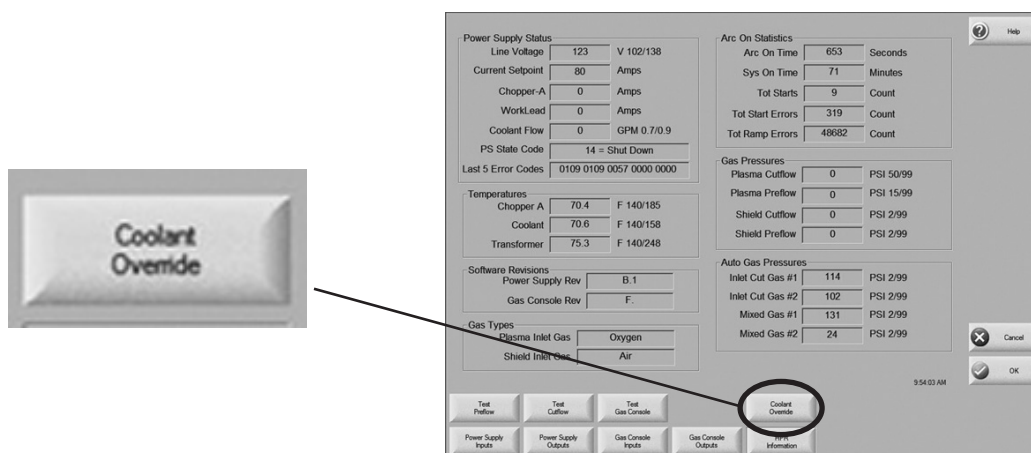 Coolant
Override
Power Supply Status
Line Voltage 123 V 102/138
Current Setpoint 80 Amps
Chopper-A 0 Amps
WorkLead 0 Amps
Coolant Flow 0 GPM 0.7/0.9
PS State Code 14 = Shut Down
Last 5 Error Codes 0109 0109 0057 0000 0000
Temperatures
Chopper A 70.4 F 140/185
Coolant 70.6 F 140/158
Transformer 75.3 F 140/248
Software Revisions
Power Supply Rev B.1
Gas Console Rev F.
Gas Types
Plasma Inlet Gas Oxygen
Shield Inlet Gas Air
Arc On Statistics
Arc On Time 653 Seconds
Sys On Time 71 Minutes
Tot Starts 9 Count
Tot Start Errors 319 Count
Tot Ramp Errors 48682 Count
Gas Pressures
Plasma Cutflow 0 PSI 50/99
Plasma Preflow 0 PSI 15/99
Shield Cutflow 0 PSI 2/99
Shield Preflow 0 PSI 2/99
Auto Gas Pressures
Inlet Cut Gas #1 114 PSI 2/99
Inlet Cut Gas #2 102 PSI 2/99
Mixed Gas #1 131 PSI 2/99
Mixed Gas #2 24 PSI 2/99
Help
Cancel
OK
9:54:03 AM
Test
Preflow
Test
Cutflow
Test
Gas Console
Coolant
Override
Power Supply
Inputs
Power Supply
Outputs
Gas Console
Inputs
Gas Console
Outputs
HPR
Information